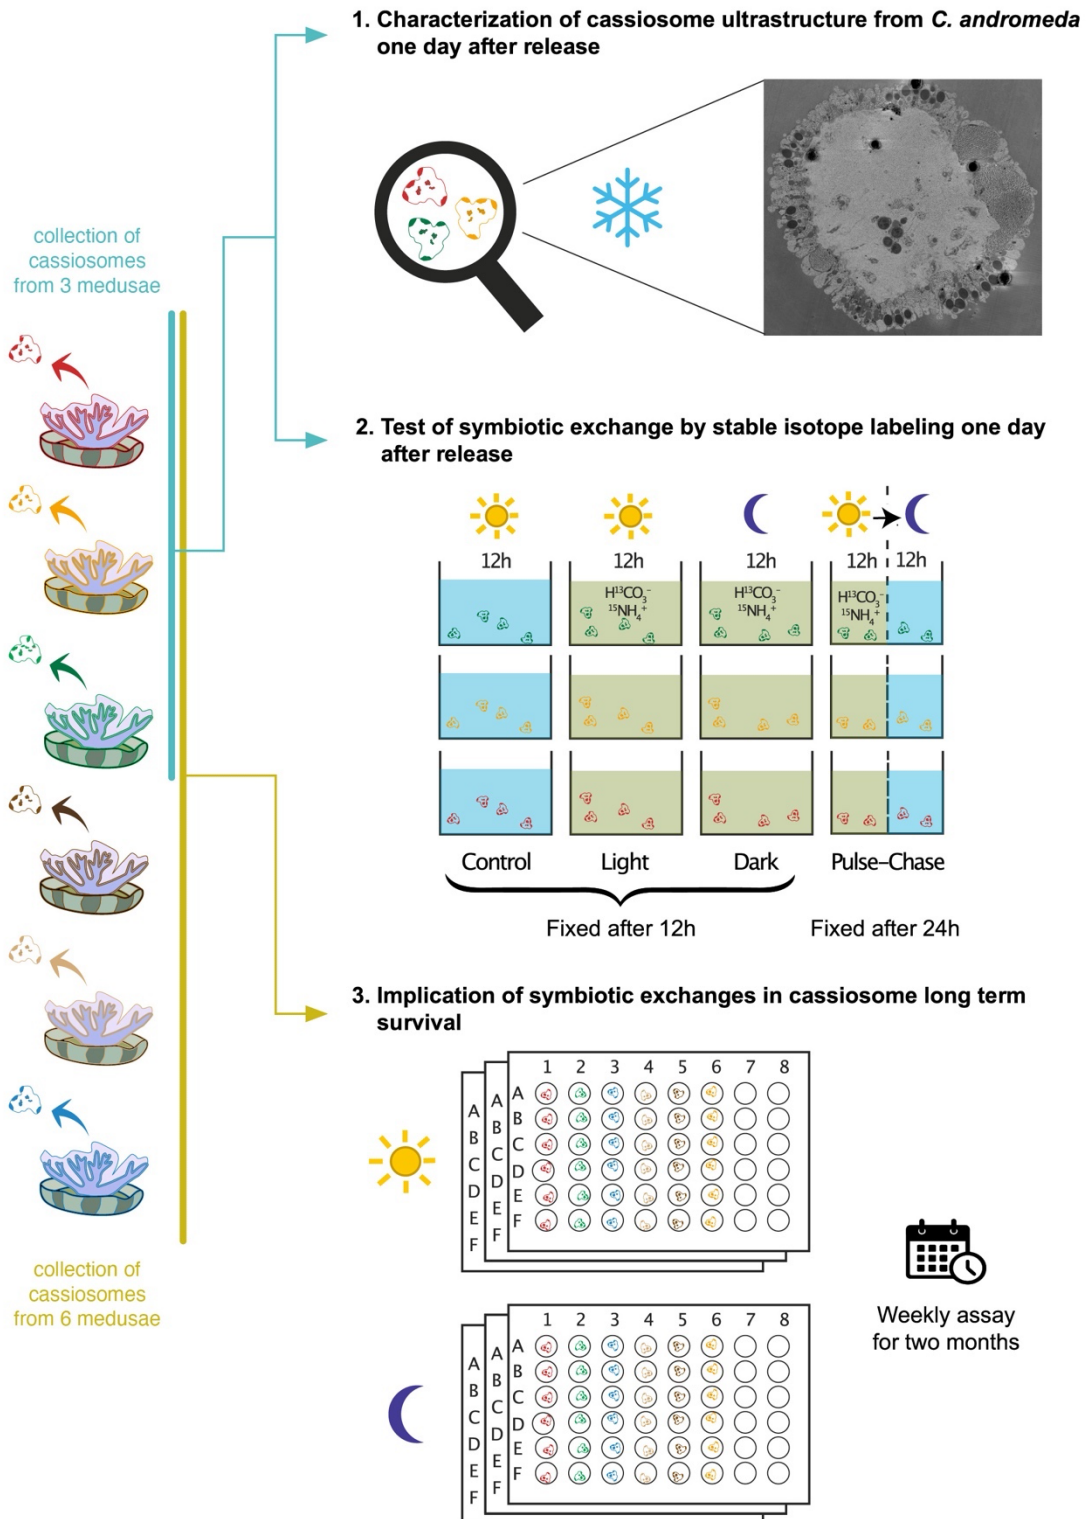 1. Characterization of cassiosome ultrastructure from C. andromeda
one day after release
collection of
cassiosomes
from 3 medusae
2. Test of symbiotic exchange by stable isotope labeling one day
after release
12h
12h
12h
12h
12h
H¹³CO₃⁻
¹⁵NH₄⁺
H¹³CO₃⁻
¹⁵NH₄⁺
H¹³CO₃⁻
¹⁵NH₄⁺
Control
Light
Dark
Pulse-Chase
Fixed after 12h
Fixed after 24h
3. Implication of symbiotic exchanges in cassiosome long term
survival
1 2 3 4 5 6 7 8
A A A
B B B
C C C
D D D
E E E
F F F
collection of
cassiosomes
from 6 medusae
Weekly assay
for two months
1 2 3 4 5 6 7 8
A A A
B B B
C C C
D D D
E E E
F F F